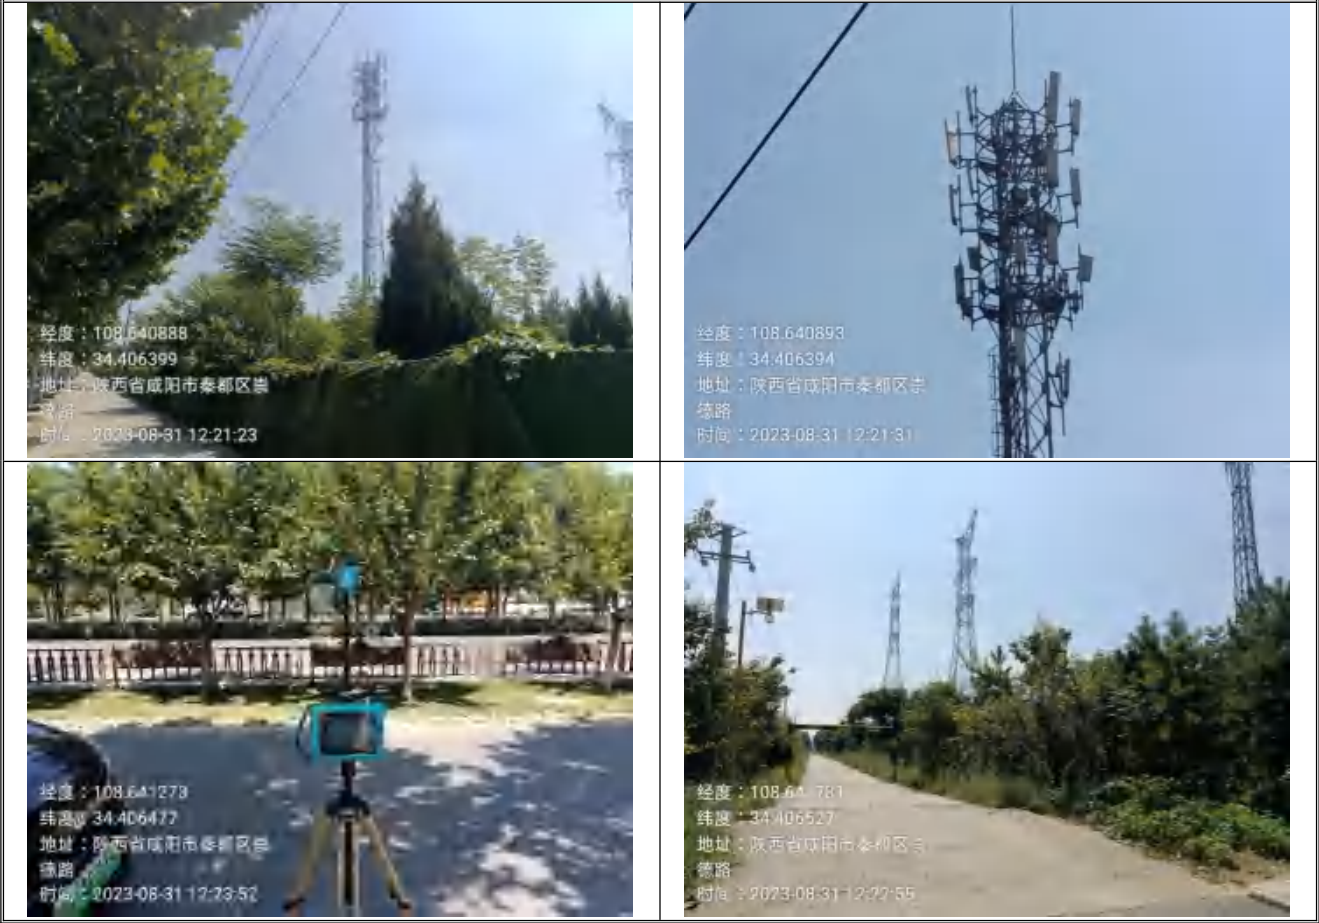 经度：108.640888
纬度：34.406399
地址：陕西省咸阳市秦都区崇
德路
时间：2023-08-31 12:21:23
经度：108.640893
纬度：34.406394
地址：陕西省咸阳市秦都区崇
德路
时间：2023-08-31 12:21:31
经度：108.641273
纬度：34.406477
地址：陕西省咸阳市秦都区崇
德路
时间：2023-08-31 12:23:52
经度：
纬度：34.406527
地址：陕西省咸阳市秦都区崇
德路
时间：2023-08-31 12:22:55